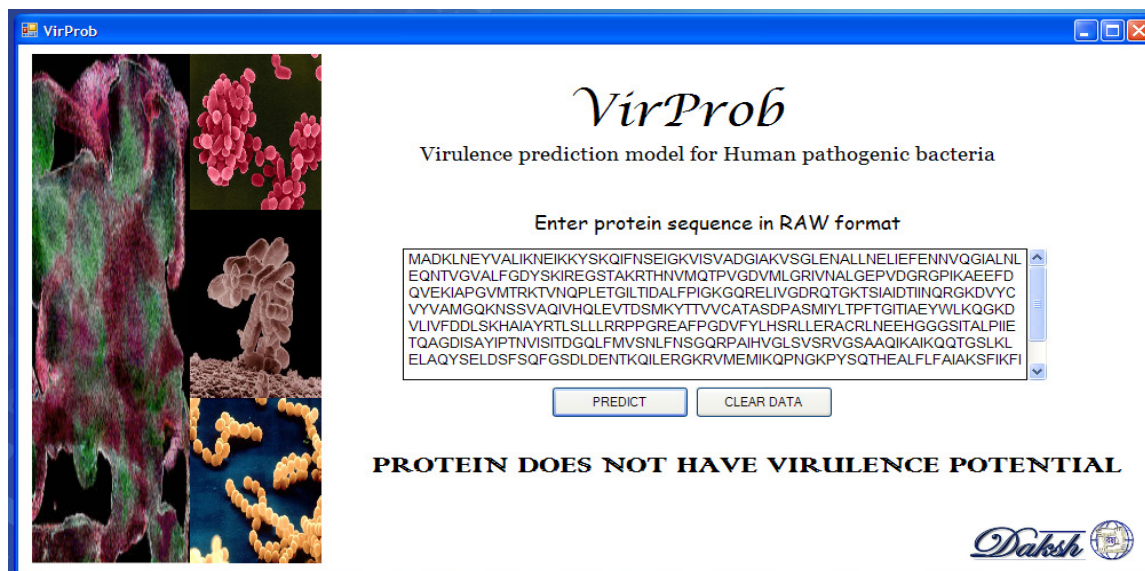 VirProb
VirProb
Virulence prediction model for Human pathogenic bacteria
Enter protein sequence in RAW format
MADKLNEYVALIKNEIKKYSKQIFNSEIGKVISVADGIAKVSGLENALLNELIEFENNVQGIALNL
EQNTVGVALFGDYSKIREGSTAKRTHNVMQTPVGDVMLGRIVNALGEPVDGRGPIKAEEFD
QVEKIAPGVMTRKTVNQPLETGILTIDALFPIGKGQRELIVGDRQTGKTSIAIDTIINQRGKDVYC
VYVAMGQKNSSVAQIVHQLEVTDSMKYTTVVCATASDPASMIYLTPFTGITIAEYWLKQGKD
VLIVFDDLSKHAIAYRTLSLLLRRPPGREAFPGDVFYLHSRLLERACRLNEEHGGGSITALPIIE
TQAGDISAYIPTNVISITDGQLFMVSNLFNSGQRPAIHVGLSVSRVGSAAQIKAIKQQTGSLKL
ELAQYSELDSFSQFGSDLDENTKQILERGKRVMEMIKQPNGKPYSQTHEALFLFAIAKSFIKFI
PREDICT CLEAR DATA
PROTEIN DOES NOT HAVE VIRULENCE POTENTIAL
Daksh